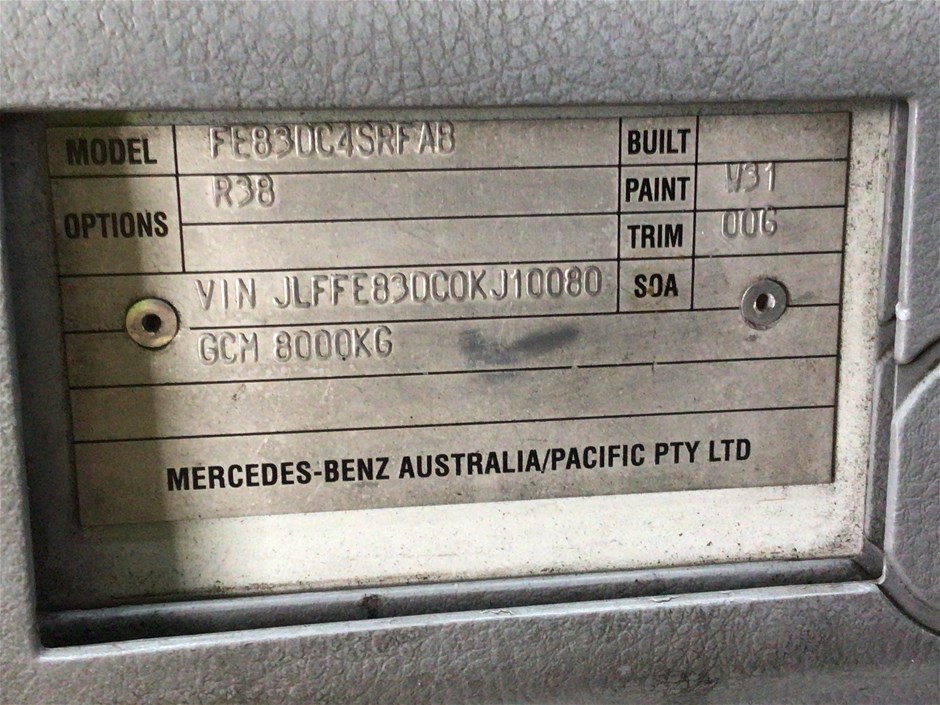 MODEL FE83DC4SRFAB BUILT
OPTIONS R38 PAINT W31
TRIM 006
VIN JLFFE83DC0KJ10080 SOA
GCM 8000KG
MERCEDES-BENZ AUSTRALIA/PACIFIC PTY LTD